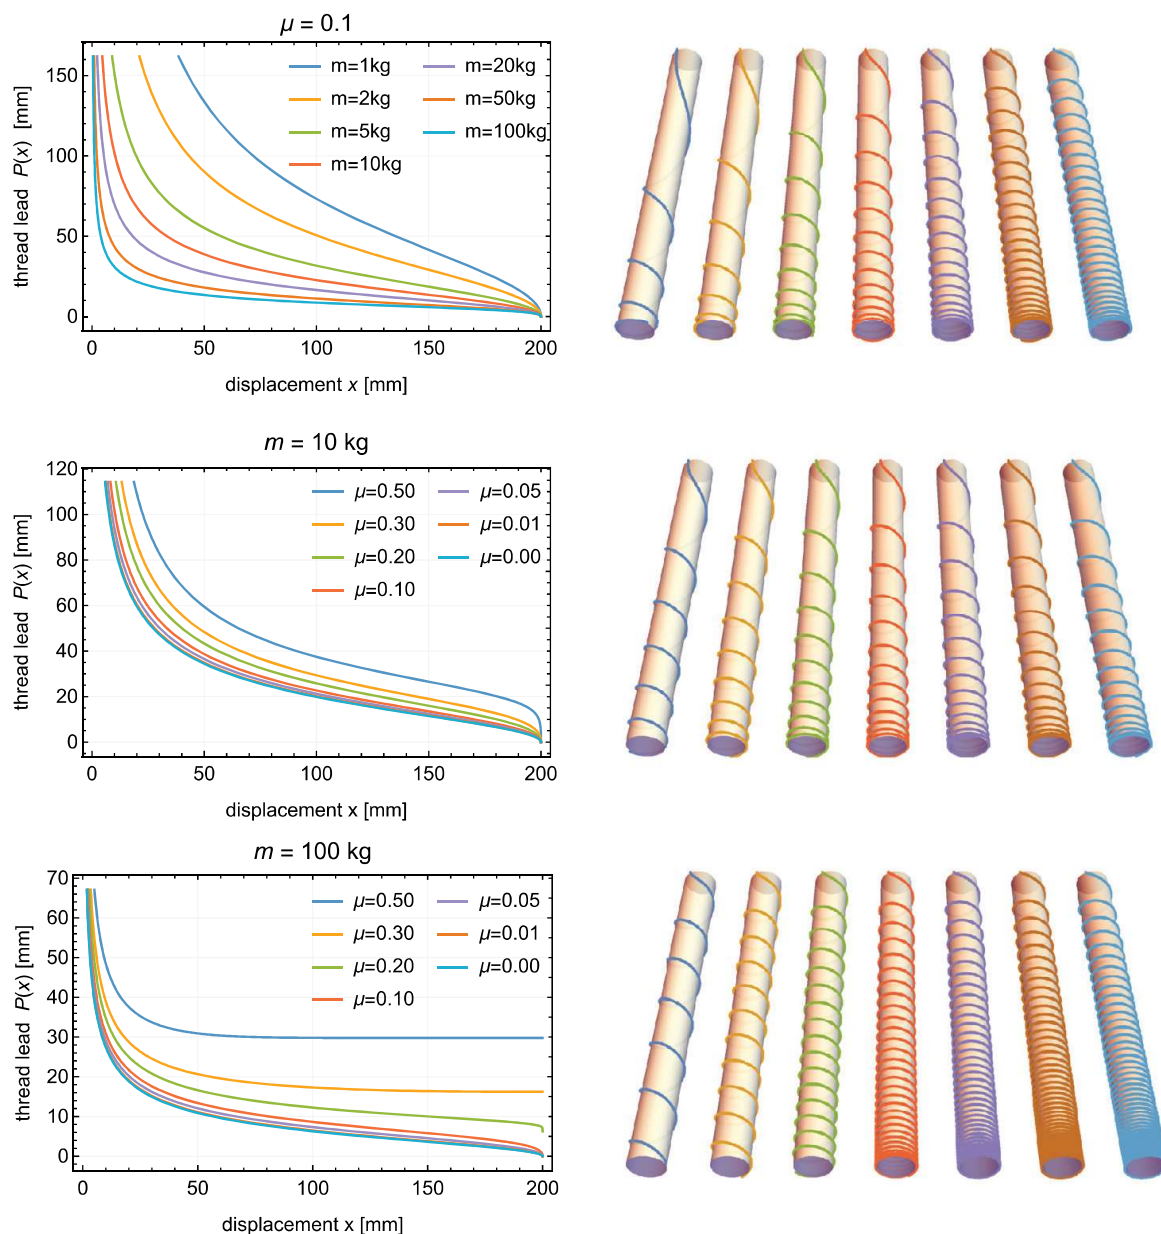 μ = 0.1
thread lead P(x) [mm]
150
100
50
0
m=1kg
m=20kg
m=2kg
m=50kg
m=5kg
m=100kg
m=10kg
0
50
100
150
200
displacement x [mm]
m = 10 kg
thread lead P(x) [mm]
120
100
80
60
40
20
0
μ=0.50
μ=0.05
μ=0.30
μ=0.01
μ=0.20
μ=0.00
μ=0.10
0
50
100
150
200
displacement x [mm]
m = 100 kg
thread lead P(x) [mm]
70
60
50
40
30
20
10
0
μ=0.50
μ=0.05
μ=0.30
μ=0.01
μ=0.20
μ=0.00
μ=0.10
0
50
100
150
200
displacement x [mm]